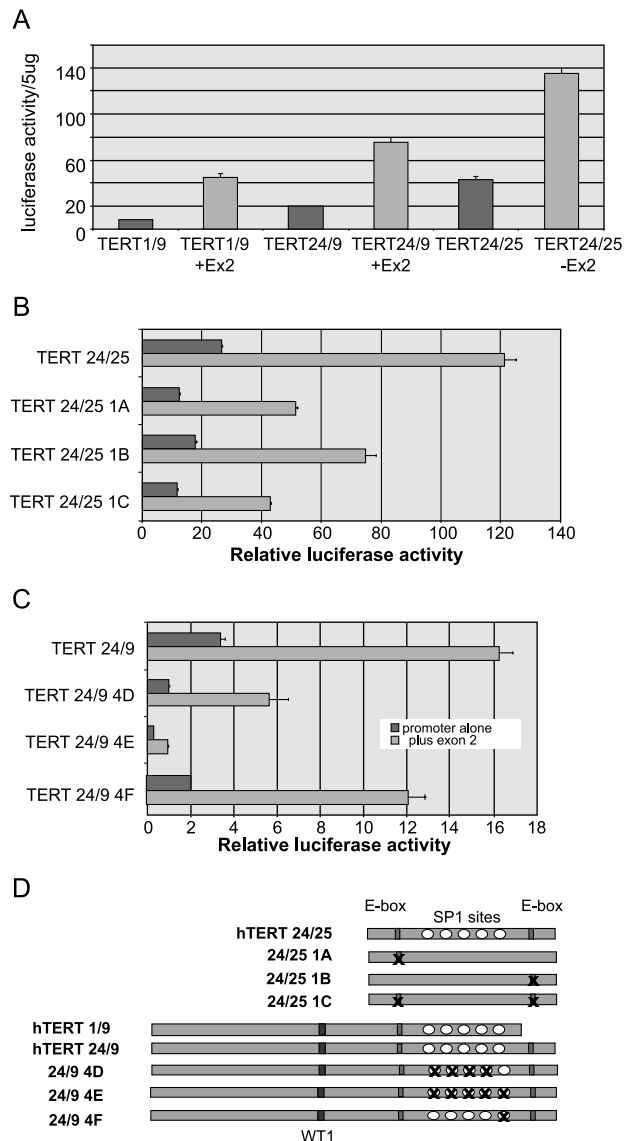 A
luciferase activity/5ug
140
100
60
20
0
TERT1/9
TERT1/9
+Ex2
TERT24/9
TERT24/9
+Ex2
TERT24/25
TERT24/25
-Ex2
B
TERT 24/25
TERT 24/25 1A
TERT 24/25 1B
TERT 24/25 1C
0 20 40 60 80 100 120 140
Relative luciferase activity
C
TERT 24/9
TERT 24/9 4D
TERT 24/9 4E
TERT 24/9 4F
promoter alone
plus exon 2
0 2 4 6 8 10 12 14 16 18
Relative luciferase activity
D
E-box SP1 sites E-box
hTERT 24/25
24/25 1A
24/25 1B
24/25 1C
hTERT 1/9
hTERT 24/9
24/9 4D
24/9 4E
24/9 4F
WT1